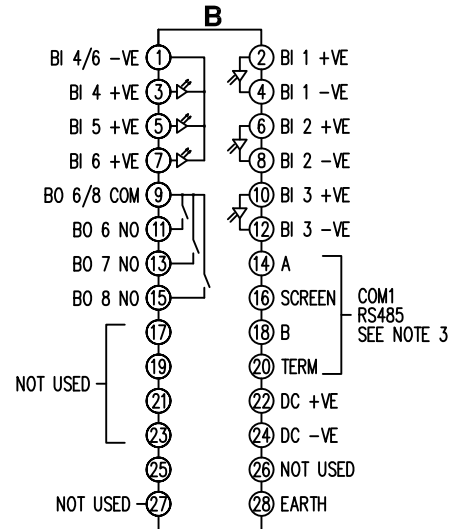 B
BI 4/6 -VE 1 2 BI 1 +VE
BI 4 +VE 3 4 BI 1 -VE
BI 5 +VE 5 6 BI 2 +VE
BI 6 +VE 7 8 BI 2 -VE
BO 6/8 COM 9 10 BI 3 +VE
BO 6 NO 11 12 BI 3 -VE
BO 7 NO 13 14 A
BO 8 NO 15 16 SCREEN COM1
RS485
17 18 B SEE NOTE 3
19 20 TERM
NOT USED
21 22 DC +VE
23 24 DC -VE
25 26 NOT USED
NOT USED 27 28 EARTH